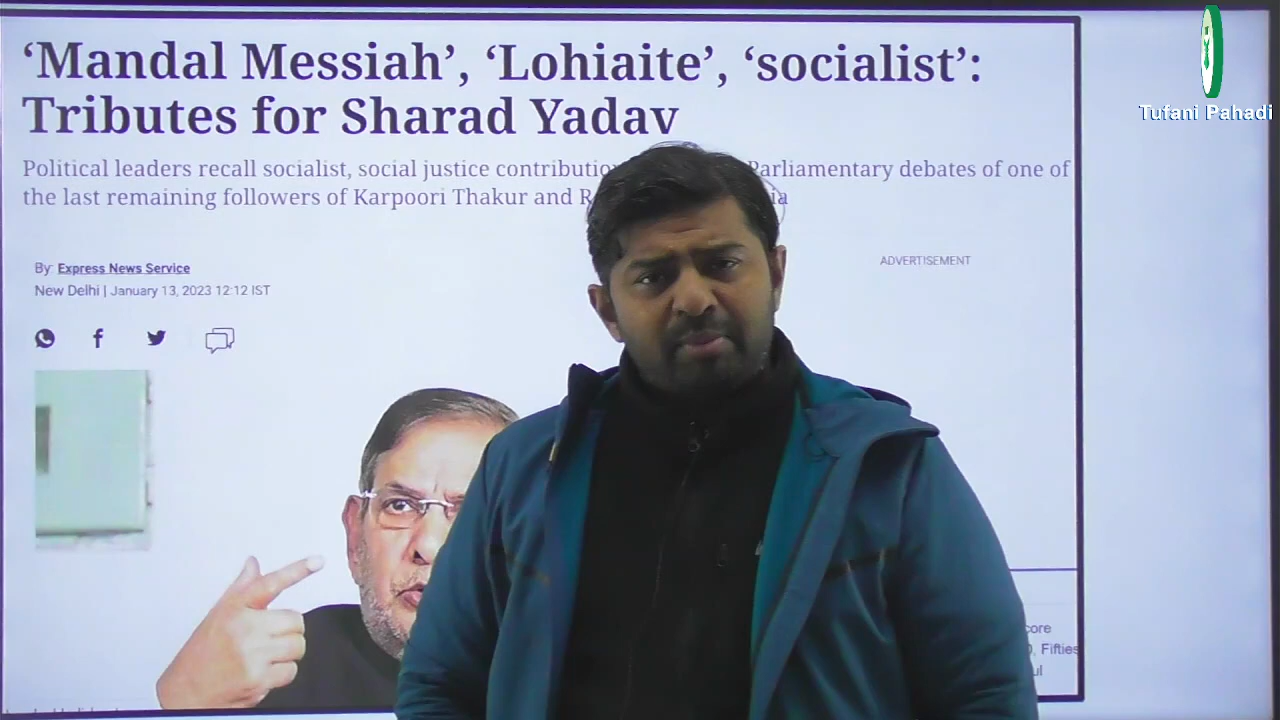 ‘Mandal Messiah’, ‘Lohiaite’, ‘socialist’:
Tributes for Sharad Yadav
Political leaders recall socialist, social justice Parliamentary debates of one of
the last remaining followers of Karpoori Thakur and
By: Express News Service
New Delhi | January 13, 2023 12:12 IST
ADVERTISEMENT
Tufani Pahadi
Fifties